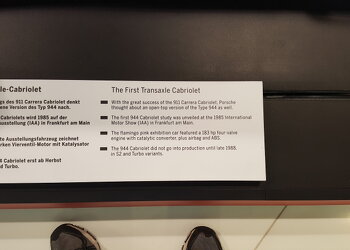 le-Cabriolet
gs des 911 Carrera Cabriolet denkt
ene Version des Typ 944 nach.
Cabriolets wird 1985 auf der
usstellung (IAA) in Frankfurt am Main
te Ausstellungsfahrzeug zeichnet
rken Vierventil-Motor mit Katalysator
4 Cabriolet erst ab Herbst
d Turbo.
The First Transaxle Cabriolet
With the great success of the 911 Carrera Cabriolet, Porsche
thought about an open-top version of the Type 944 as well.
The first 944 Cabriolet study was unveiled at the 1985 International
Motor Show (IAA) in Frankfurt am Main.
The flamingo pink exhibition car featured a 183 hp four-valve
engine with catalytic converter, plus airbag and ABS.
The 944 Cabriolet did not go into production until late 1988,
in S2 and Turbo variants.